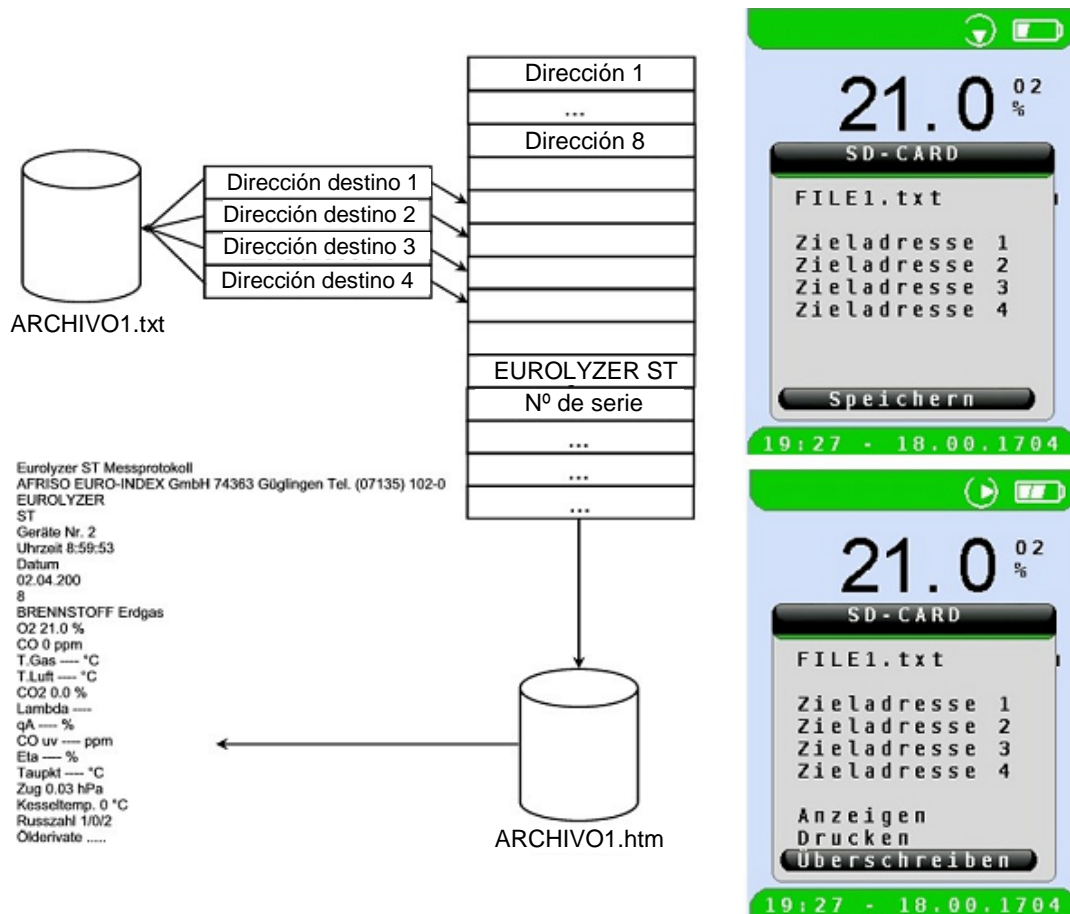 Dirección 1
...
Dirección 8
Dirección destino 1
Dirección destino 2
Dirección destino 3
Dirección destino 4
ARCHIVO1.txt
EUROLYZER ST
Nº de serie
...
...
...
Eurolyzer ST Messprotokoll
AFRISO EURO-INDEX GmbH 74363 Güglingen Tel. (07135) 102-0
EUROLYZER
ST
Geräte Nr. 2
Uhrzeit 8:59:53
Datum
02.04.200
8
BRENNSTOFF Erdgas
O2 21.0 %
CO 0 ppm
T.Gas ---- °C
T.Luft ---- °C
CO2 0.0 %
Lambda ----
qA ---- %
CO uv ---- ppm
Eta ---- %
Taupkt ---- °C
Zug 0.03 hPa
Kesseltemp. 0 °C
Russzahl 1/0/2
Ölderivate .....
ARCHIVO1.htm
21.0 O2 %
SD-CARD
FILE1.txt
Zieladresse 1
Zieladresse 2
Zieladresse 3
Zieladresse 4
Speichern
19:27 - 18.00.1704
21.0 O2 %
SD-CARD
FILE1.txt
Zieladresse 1
Zieladresse 2
Zieladresse 3
Zieladresse 4
Anzeigen
Drucken
Überschreiben
19:27 - 18.00.1704